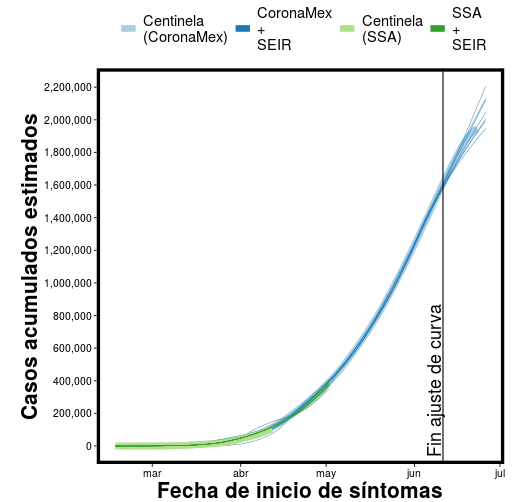 Centinela
(CoronaMex)
CoronaMex
+
SEIR
Centinela
(SSA)
SSA
+
SEIR
Casos acumulados estimados
2,200,000
2,000,000
1,800,000
1,600,000
1,400,000
1,200,000
1,000,000
800,000
600,000
400,000
200,000
0
Fin ajuste de curva
mar
abr
may
jun
jul
Fecha de inicio de síntomas